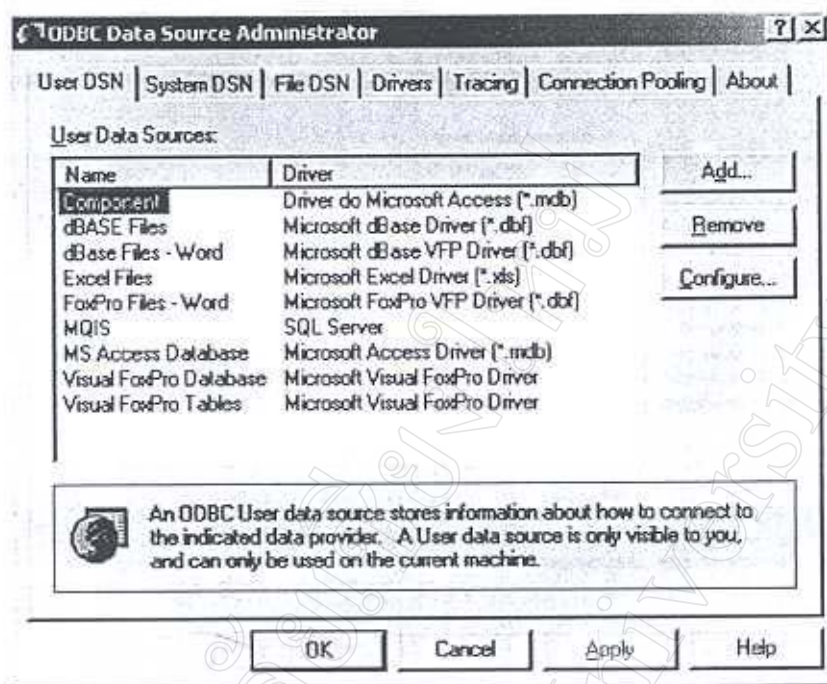 ODBC Data Source Administrator
User DSN System DSN File DSN Drivers Tracing Connection Pooling About
User Data Sources:
Name Driver
Component Driver do Microsoft Access (*.mdb)
dBASE Files Microsoft dBase Driver (*.dbf)
dBase Files - Word Microsoft dBase VFP Driver (*.dbf)
Excel Files Microsoft Excel Driver (*.xls)
FoxPro Files - Word Microsoft FoxPro VFP Driver (*.dbf)
MQIS SQL Server
MS Access Database Microsoft Access Driver (*.mdb)
Visual FoxPro Database Microsoft Visual FoxPro Driver
Visual FoxPro Tables Microsoft Visual FoxPro Driver
Add...
Remove
Configure...
An ODBC User data source stores information about how to connect to
the indicated data provider. A User data source is only visible to you,
and can only be used on the current machine.
OK Cancel Apply Help